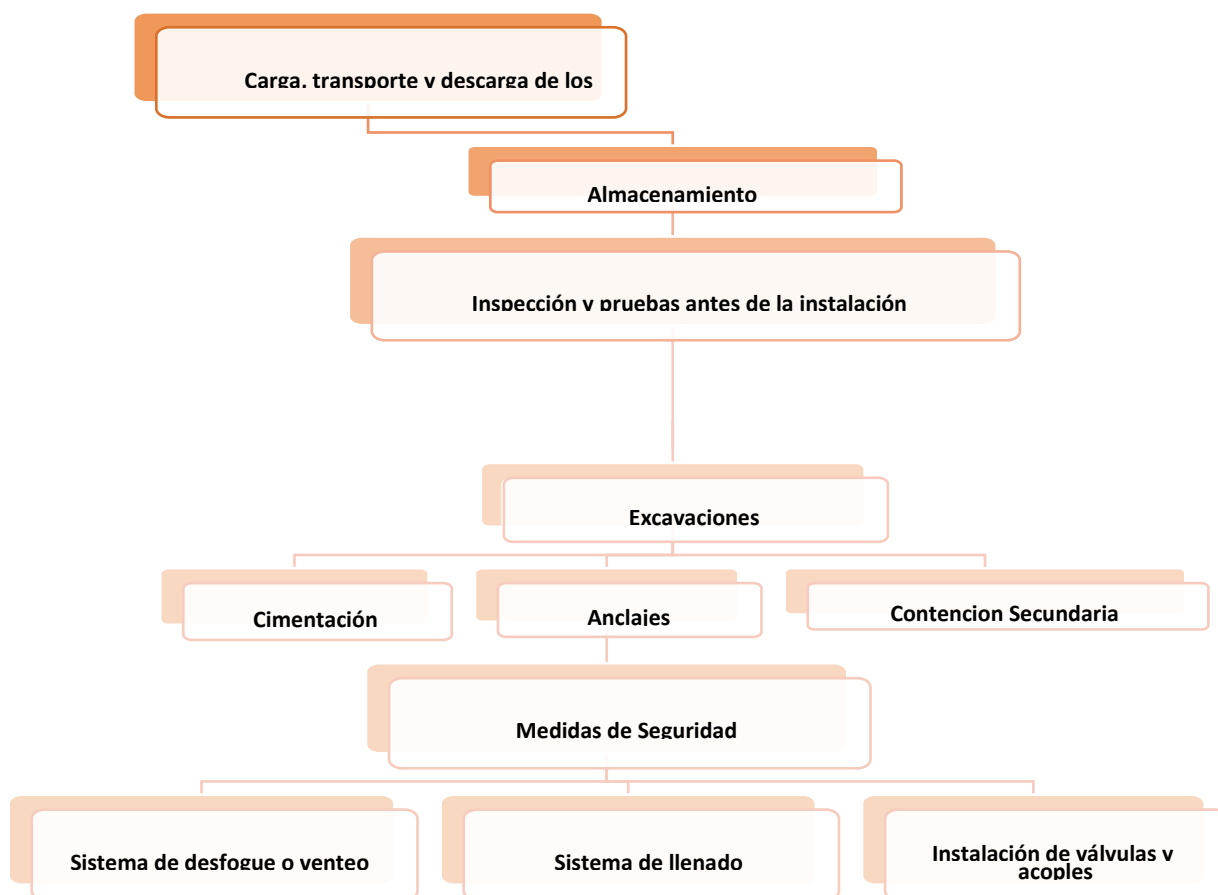 Carga, transporte y descarga de los
Almacenamiento
Inspección y pruebas antes de la instalación
Excavaciones
Cimentación
Anclajes
Contencion Secundaria
Medidas de Seguridad
Sistema de desfogue o venteo
Sistema de llenado
Instalación de válvulas y
acoples